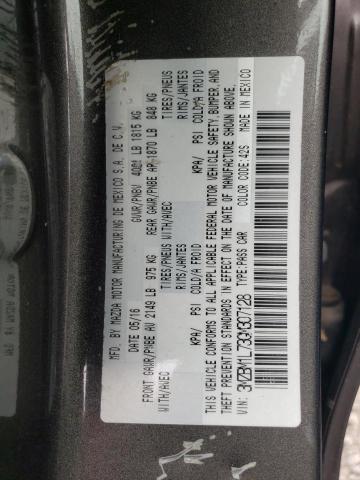 MFD. BY MAZDA MOTOR MANUFACTURING DE MEXICO S.A. DE C.V.
DATE: 05/16 GVWR/PNBV 4001 LB 1815 KG
FRONT GAWR/PNBE AV 2149 LB 975 KG REAR GAWR/PNBE AR 1870 LB 848 KG
WITH/AVEC TIRES/PNEUS WITH/AVEC TIRES/PNEUS
RIMS/JANTES RIMS/JANTES
KPA/ PSI COLD/A FROID KPA/ PSI COLD/A FROID
THIS VEHICLE CONFORMS TO ALL APPLICABLE FEDERAL MOTOR VEHICLE SAFETY, BUMPER, AND
THEFT PREVENTION STANDARDS IN EFFECT ON THE DATE OF MANUFACTURE SHOWN ABOVE.
VIN: 3MZBM1L73GM307128 TYPE: PASS CAR COLOR CODE: 42S MADE IN MEXICO